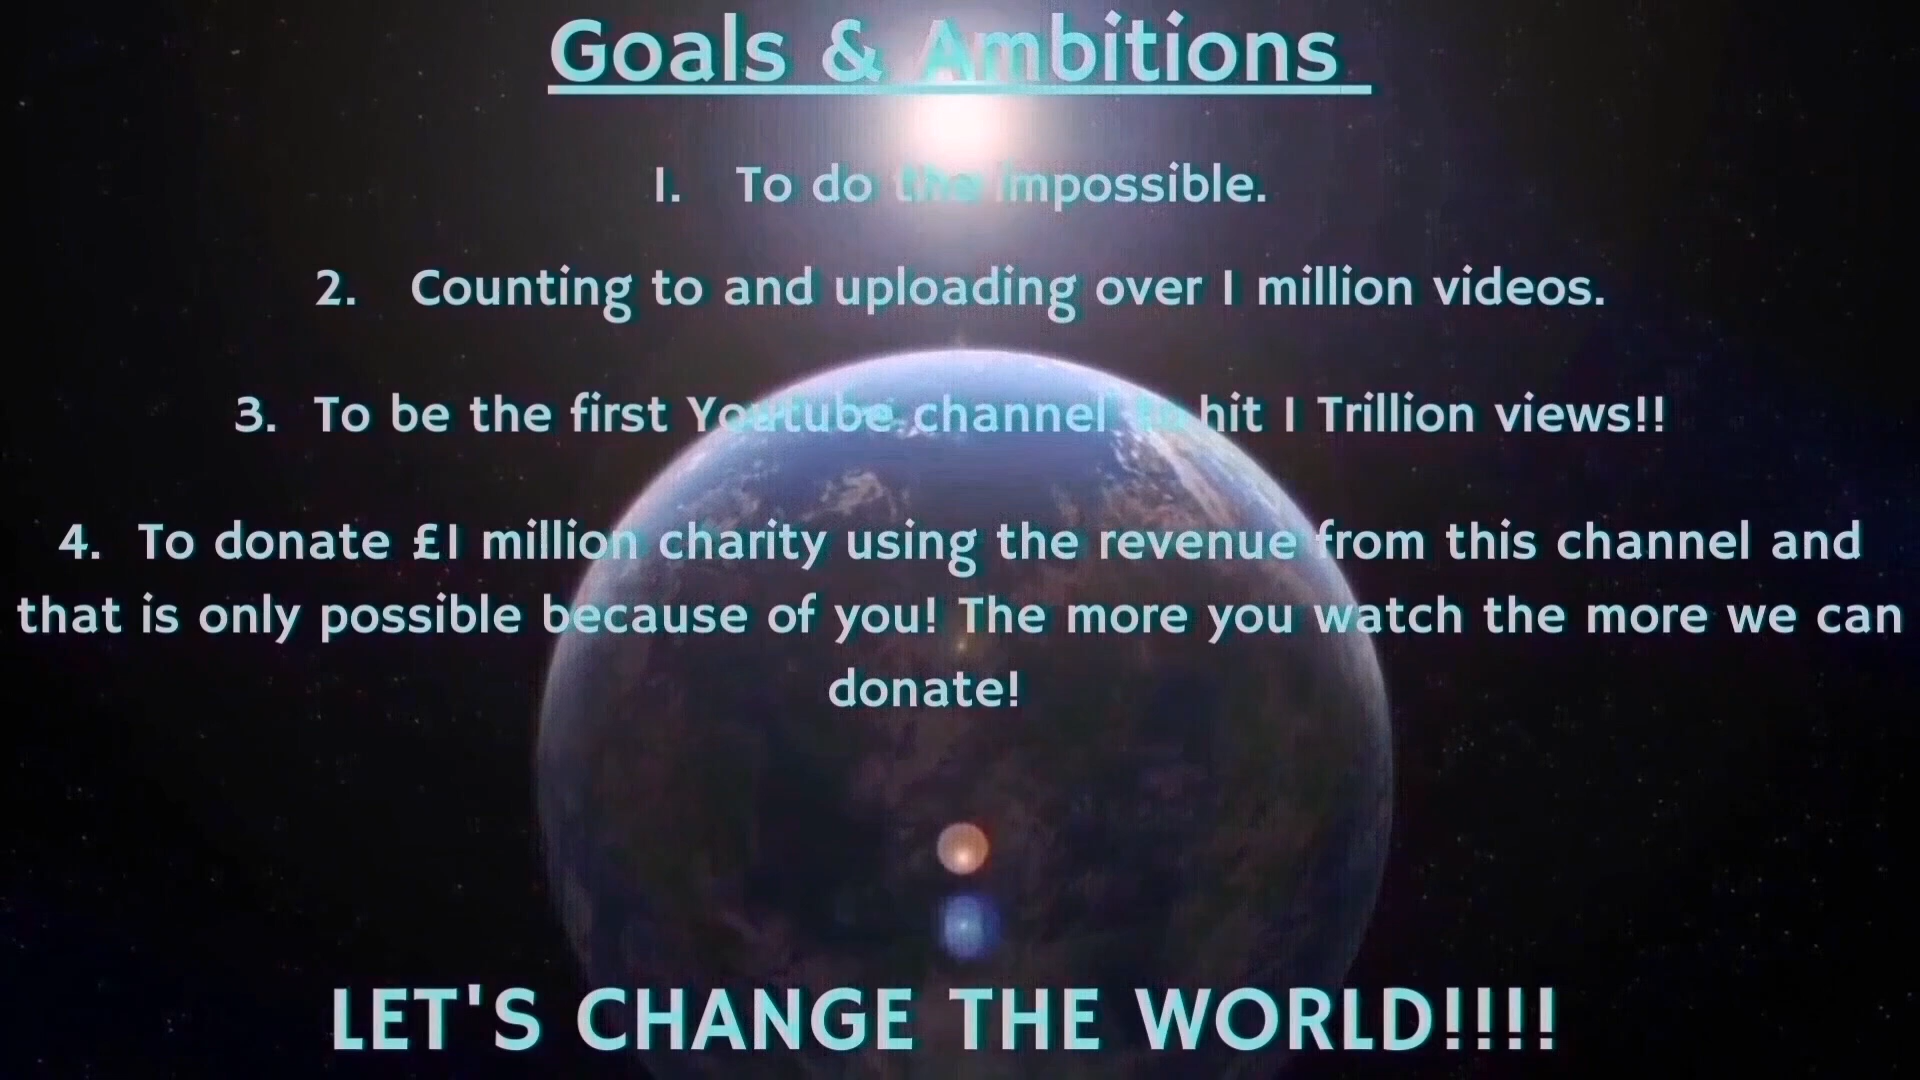 Goals & Ambitions
1. To do the impossible.
2. Counting to and uploading over 1 million videos.
3. To be the first Youtube channel to hit 1 Trillion views!!
4. To donate £1 million charity using the revenue from this channel and
that is only possible because of you! The more you watch the more we can
donate!
LET'S CHANGE THE WORLD!!!!